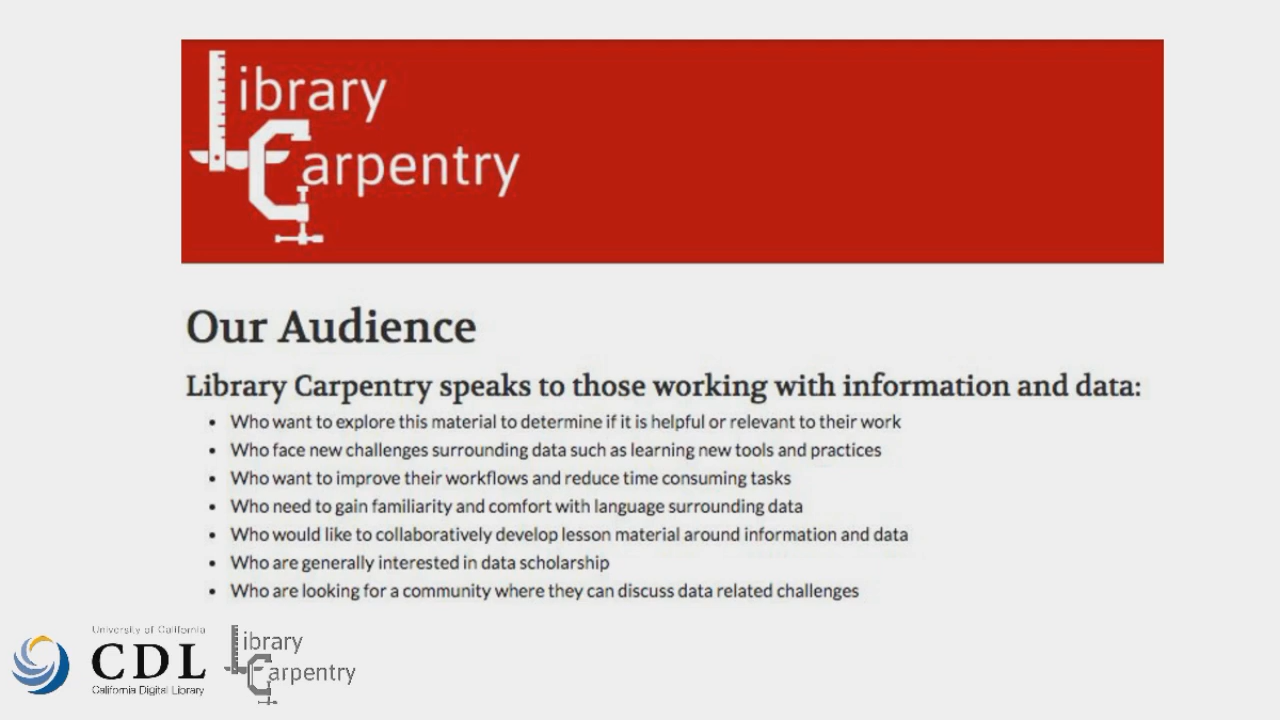 Library
Carpentry
Our Audience
Library Carpentry speaks to those working with information and data:
• Who want to explore this material to determine if it is helpful or relevant to their work
• Who face new challenges surrounding data such as learning new tools and practices
• Who want to improve their workflows and reduce time consuming tasks
• Who need to gain familiarity and comfort with language surrounding data
• Who would like to collaboratively develop lesson material around information and data
• Who are generally interested in data scholarship
• Who are looking for a community where they can discuss data related challenges
University of California
CDL
California Digital Library
Library
Carpentry